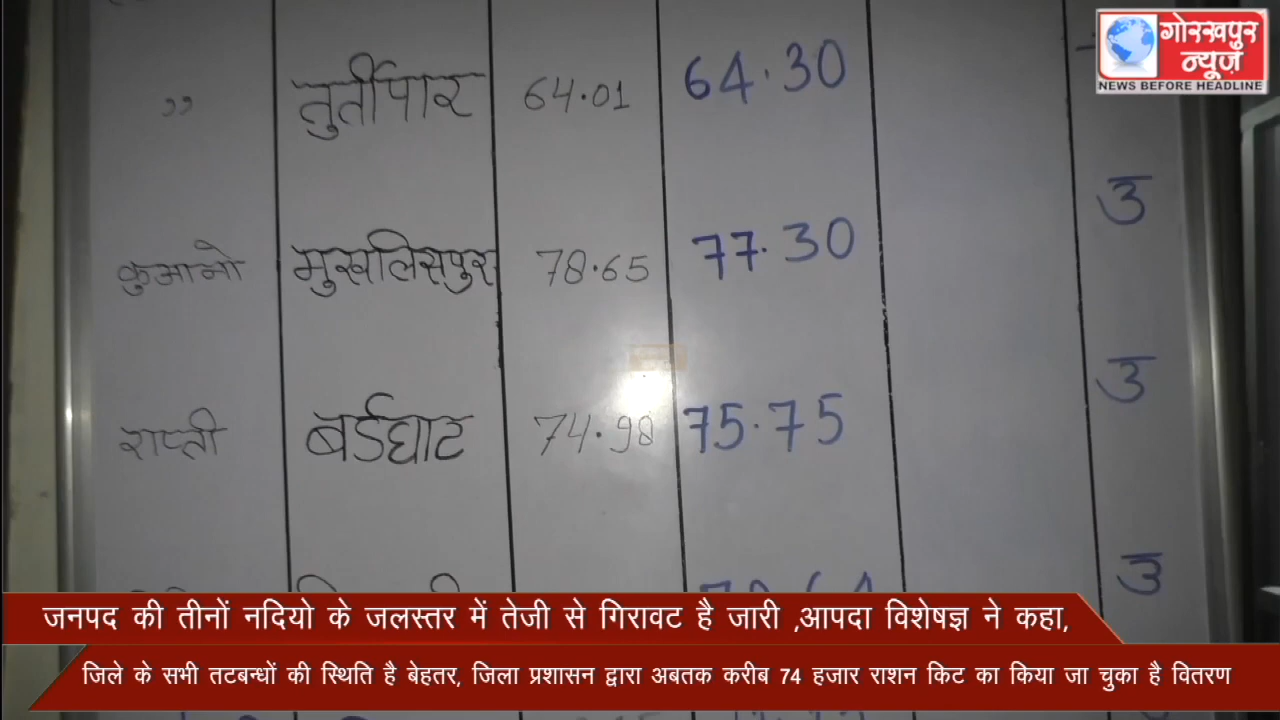 गोरखपुर
न्यूज़
NEWS BEFORE HEADLINE
,, तुर्तीपार 64.01 64.30
उ
कुआनो मुखलिसपुर 78.65 77.30
उ
राप्ती बर्डघाट 74.98 75.75
उ
जनपद की तीनों नदियो के जलस्तर में तेजी से गिरावट है जारी ,आपदा विशेषज्ञ ने कहा,
जिले के सभी तटबन्धों की स्थिति है बेहतर, जिला प्रशासन द्वारा अबतक करीब 74 हजार राशन किट का किया जा चुका है वितरण